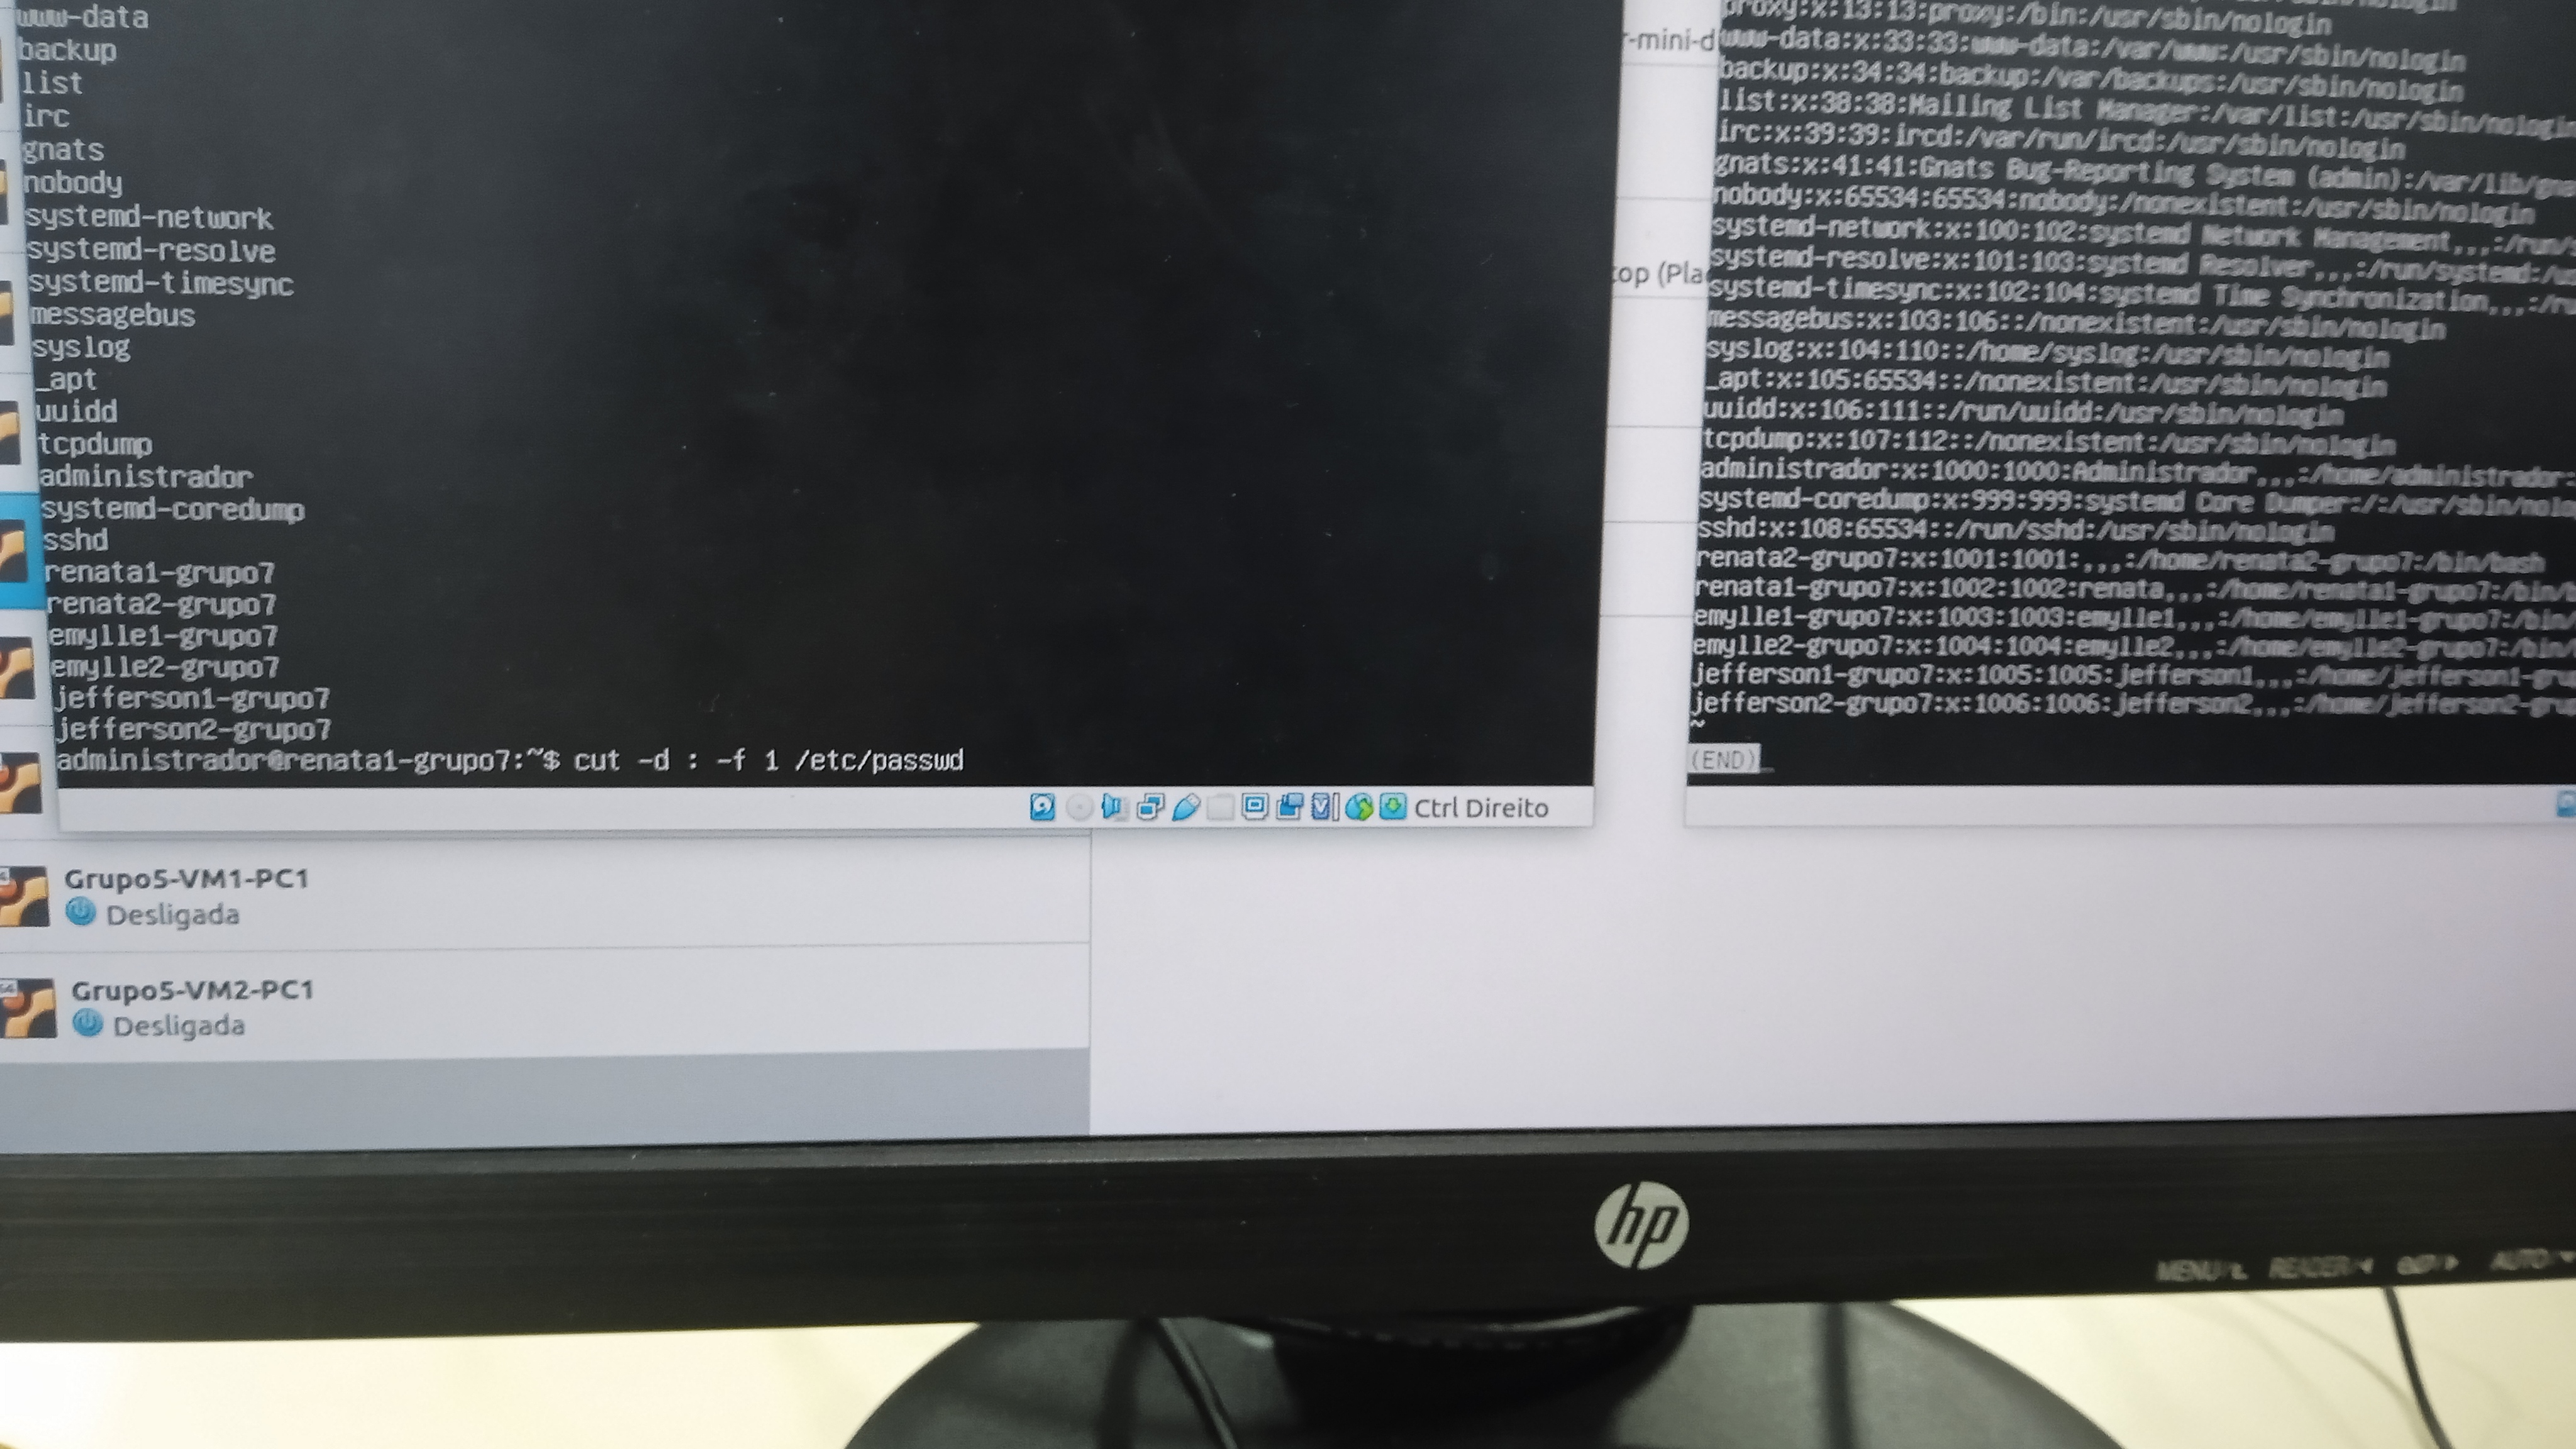 www-data
backup
list
irc
gnats
nobody
systemd-network
systemd-resolve
systemd-timesync
messagebus
syslog
_apt
uuidd
tcpdump
administrador
systemd-coredump
sshd
renata1-grupo7
renata2-grupo7
emylle1-grupo7
emylle2-grupo7
jefferson1-grupo7
jefferson2-grupo7
administrador@renata1-grupo7:~$ cut -d : -f 1 /etc/passwd
Ctrl Direito
Grupo5-VM1-PC1
Desligada
Grupo5-VM2-PC1
Desligada
r-mini-d
top (Pla
proxy:x:13:13:proxy:/bin:/usr/sbin/nologin
www-data:x:33:33:www-data:/var/www:/usr/sbin/nologin
backup:x:34:34:backup:/var/backups:/usr/sbin/nologin
list:x:38:38:Mailing List Manager:/var/list:/usr/sbin/nologin
irc:x:39:39:ircd:/var/run/ircd:/usr/sbin/nologin
gnats:x:41:41:Gnats Bug-Reporting System (admin):/var/lib/gna
nobody:x:65534:65534:nobody:/nonexistent:/usr/sbin/nologin
systemd-network:x:100:102:systemd Network Management,,,:/run/
systemd-resolve:x:101:103:systemd Resolver,,,:/run/systemd:/u
systemd-timesync:x:102:104:systemd Time Synchronization,,,:/r
messagebus:x:103:106::/nonexistent:/usr/sbin/nologin
syslog:x:104:110::/home/syslog:/usr/sbin/nologin
_apt:x:105:65534::/nonexistent:/usr/sbin/nologin
uuidd:x:106:111::/run/uuidd:/usr/sbin/nologin
tcpdump:x:107:112::/nonexistent:/usr/sbin/nologin
administrador:x:1000:1000:Administrador,,,:/home/administrador:
systemd-coredump:x:999:999:systemd Core Dumper:/:/usr/sbin/nolo
sshd:x:108:65534::/run/sshd:/usr/sbin/nologin
renata2-grupo7:x:1001:1001:,,,:/home/renata2-grupo7:/bin/bash
renata1-grupo7:x:1002:1002:renata,,,:/home/renata1-grupo7:/bin/
emylle1-grupo7:x:1003:1003:emylle1,,,:/home/emylle1-grupo7:/bin/
emylle2-grupo7:x:1004:1004:emylle2,,,:/home/emylle2-grupo7:/bin/
jefferson1-grupo7:x:1005:1005:jefferson1,,,:/home/jefferson1-gru
jefferson2-grupo7:x:1006:1006:jefferson2,,,:/home/jefferson2-gru
~
(END)
hp
MENU
READER
AUTO